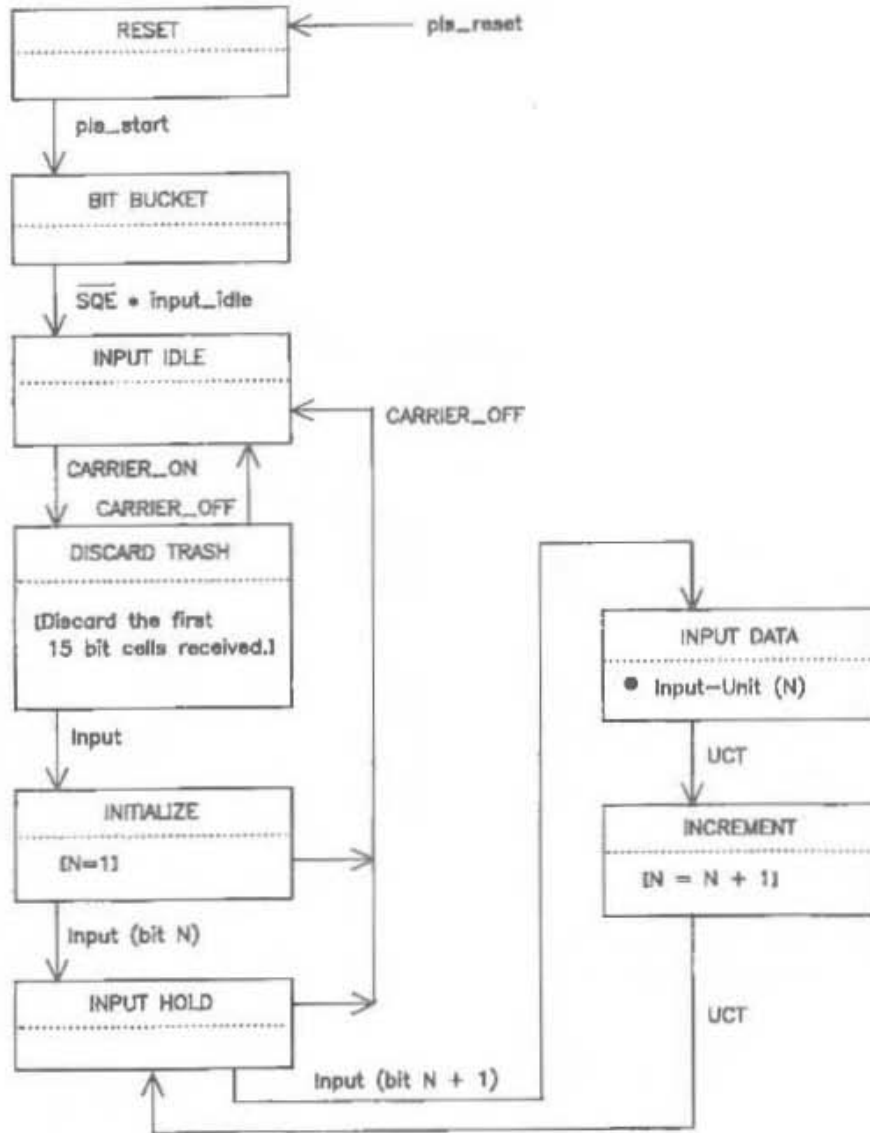 RESET
pls_reset
pls_start
BIT BUCKET
SQE * input_idle
INPUT IDLE
CARRIER_OFF
CARRIER_ON
CARRIER_OFF
DISCARD TRASH
[Discard the first
15 bit cells received.]
INPUT DATA
● Input-Unit (N)
Input
UCT
INITIALIZE
[N=1]
INCREMENT
[N = N + 1]
Input (bit N)
INPUT HOLD
UCT
Input (bit N + 1)